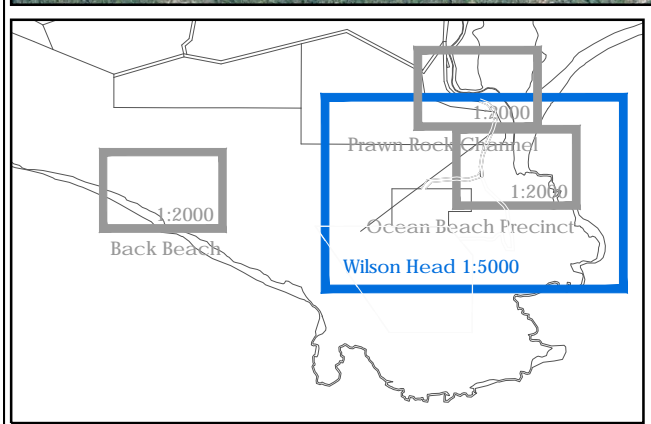 1:2000
Prawn Rock Channel
1:2000
1:2000
Ocean Beach Precinct
Back Beach
Wilson Head 1:5000